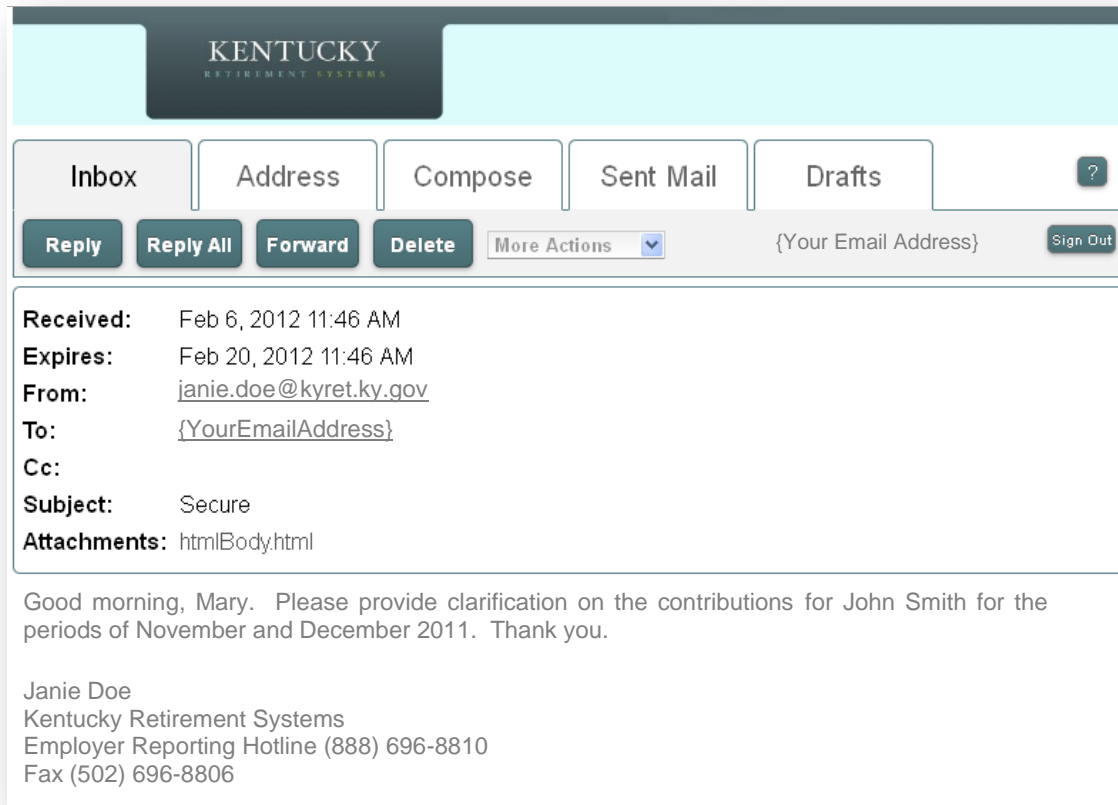 KENTUCKY
RETIREMENT SYSTEMS
Inbox Address Compose Sent Mail Drafts ?
Reply Reply All Forward Delete More Actions {Your Email Address} Sign Out
Received: Feb 6, 2012 11:46 AM
Expires: Feb 20, 2012 11:46 AM
From: janie.doe@kyret.ky.gov
To: {YourEmailAddress}
Cc:
Subject: Secure
Attachments: htmlBody.html
Good morning, Mary. Please provide clarification on the contributions for John Smith for the
periods of November and December 2011. Thank you.
Janie Doe
Kentucky Retirement Systems
Employer Reporting Hotline (888) 696-8810
Fax (502) 696-8806